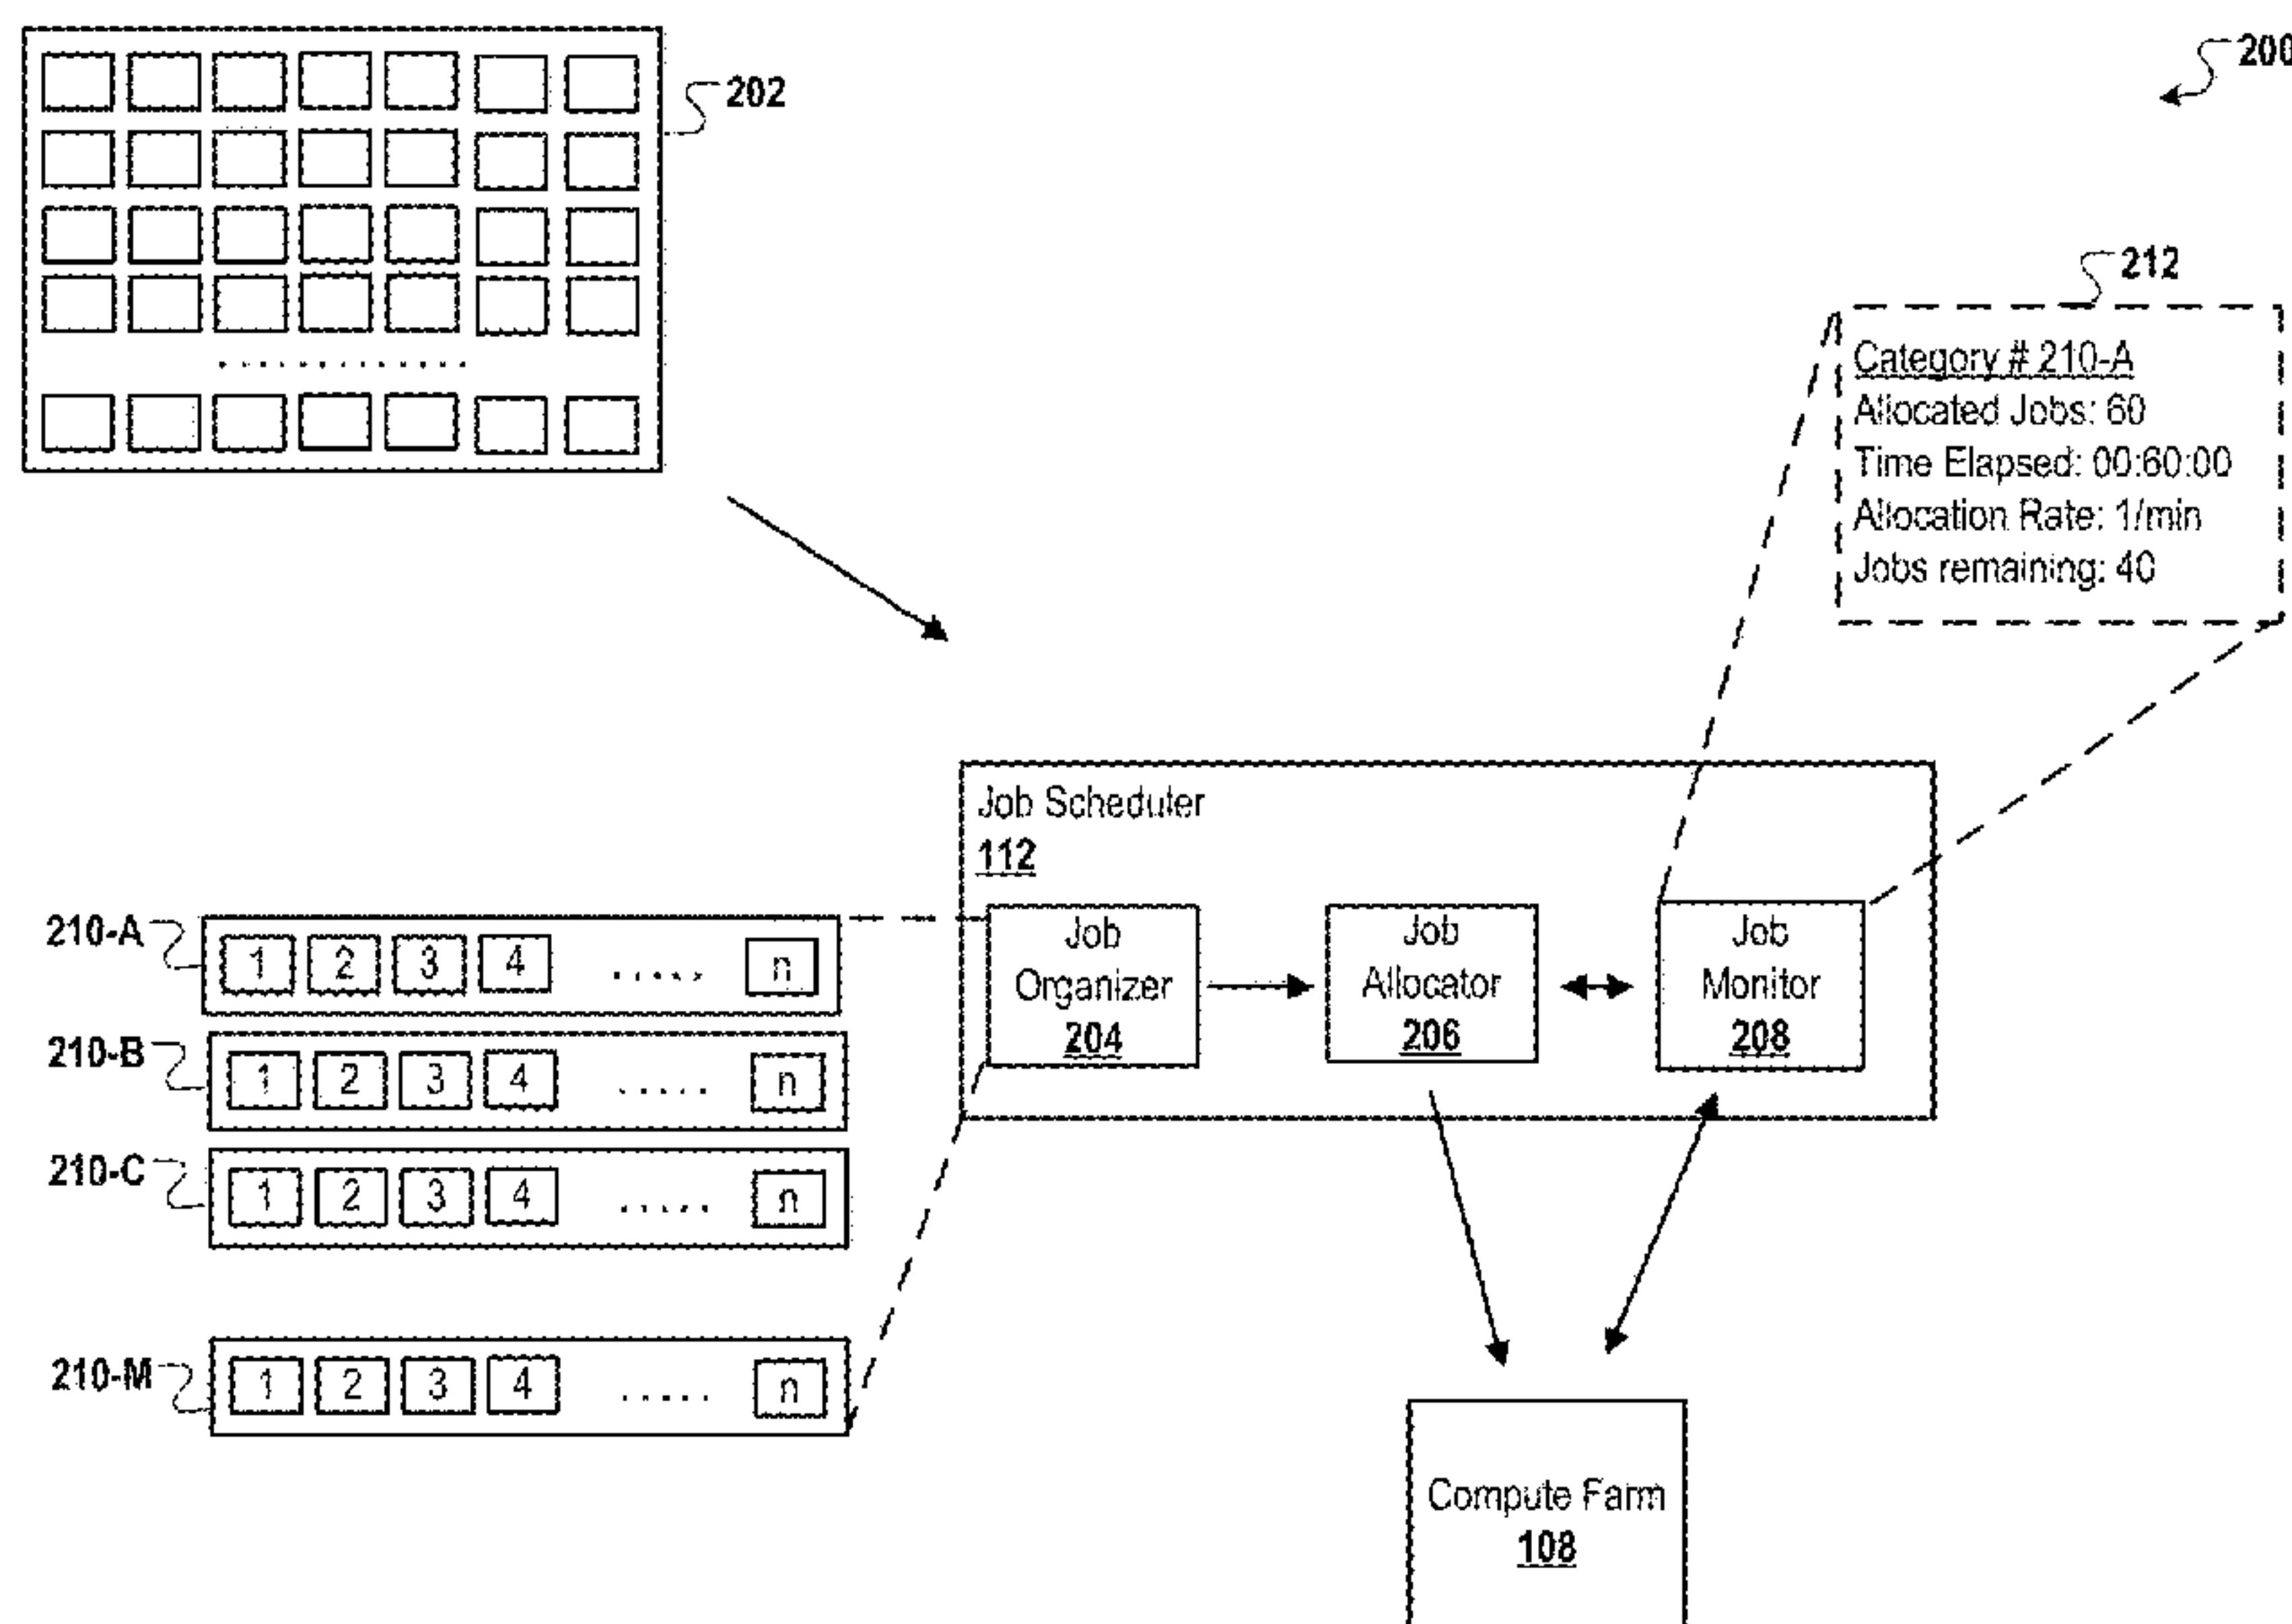 200
202
212
Category # 210-A
Allocated Jobs: 60
Time Elapsed: 00:60:00
Allocation Rate: 1/min
Jobs remaining: 40
Job Scheduler
112
Job
Organizer
204
Job
Allocator
206
Job
Monitor
208
210-A
1 2 3 4 ..... n
210-B
1 2 3 4 ..... n
210-C
1 2 3 4 ..... n
210-M
1 2 3 4 ..... n
Compute Farm
108